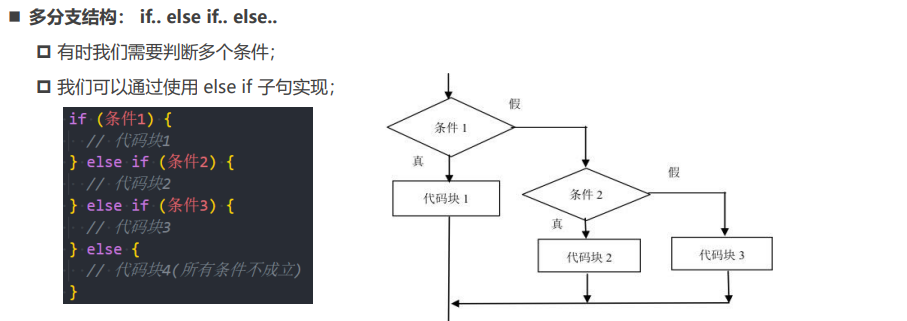 多分支结构： if.. else if.. else..
有时我们需要判断多个条件；
我们可以通过使用 else if 子句实现；
if (条件1) {
// 代码块1
} else if (条件2) {
// 代码块2
} else if (条件3) {
// 代码块3
} else {
// 代码块4(所有条件不成立)
}
假
条件 1
真
代码块 1
假
条件 2
真
代码块 2
代码块 3